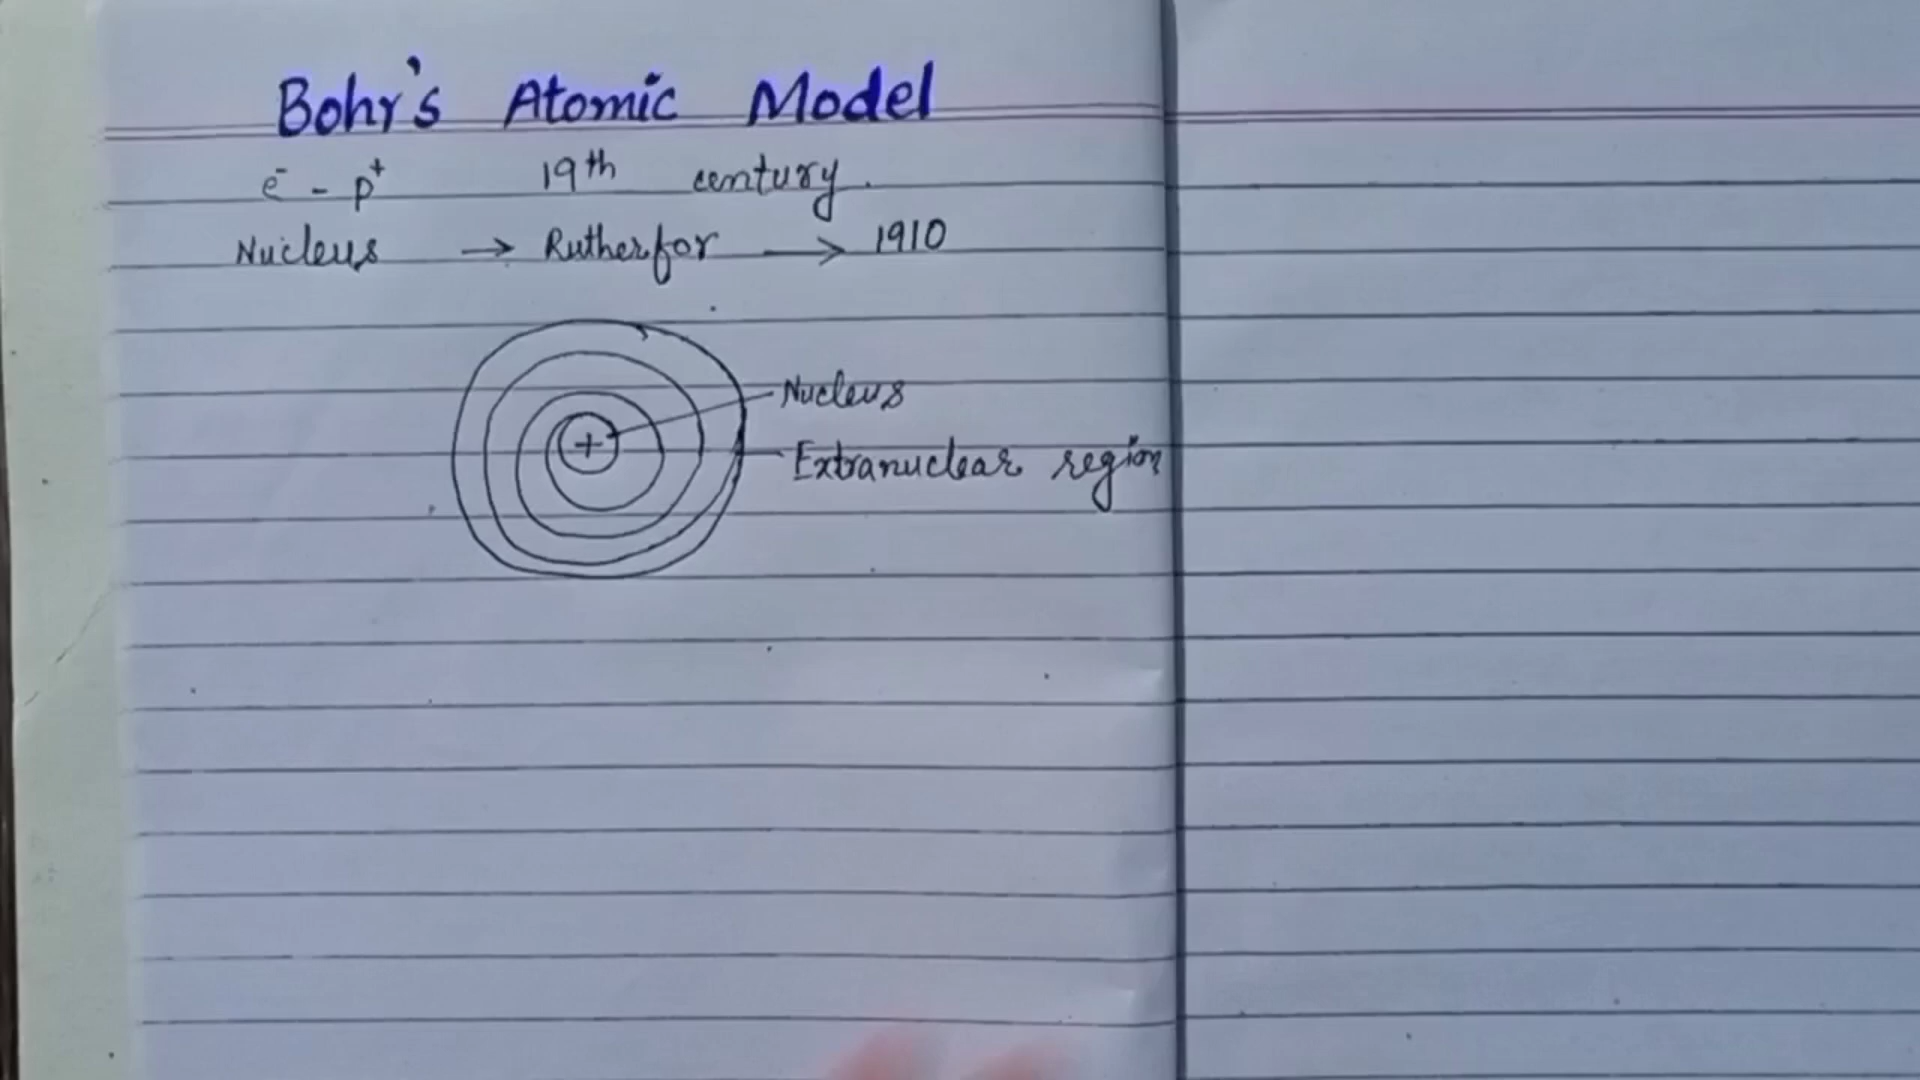 Bohr's Atomic Model
e⁻ - p⁺ 19th century.
Nucleus → Rutherfor → 1910
Nucleus
+
Extranuclear region